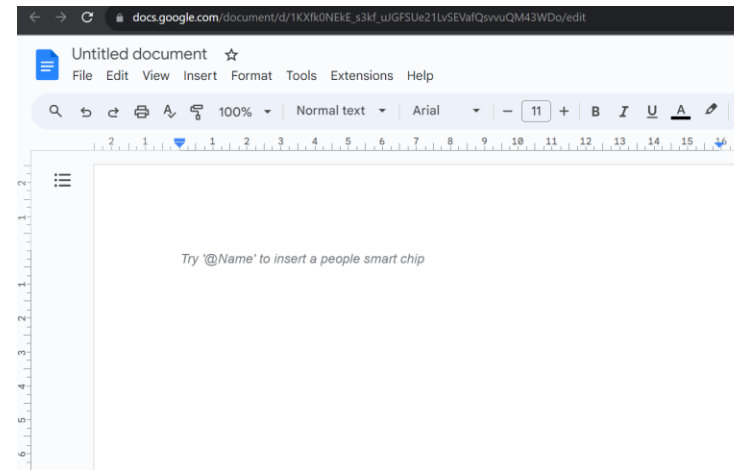 docs.google.com/document/d/1KXfk0NEkE_s3kf_uJGFSUe21LvSEVafQsvvuQM43WDo/edit
Untitled document
File Edit View Insert Format Tools Extensions Help
100% Normal text Arial 11 B I U A
2 1 1 2 3 4 5 6 7 8 9 10 11 12 13 14 15 16
Try '@Name' to insert a people smart chip
2
1
1
2
3
4
5
6